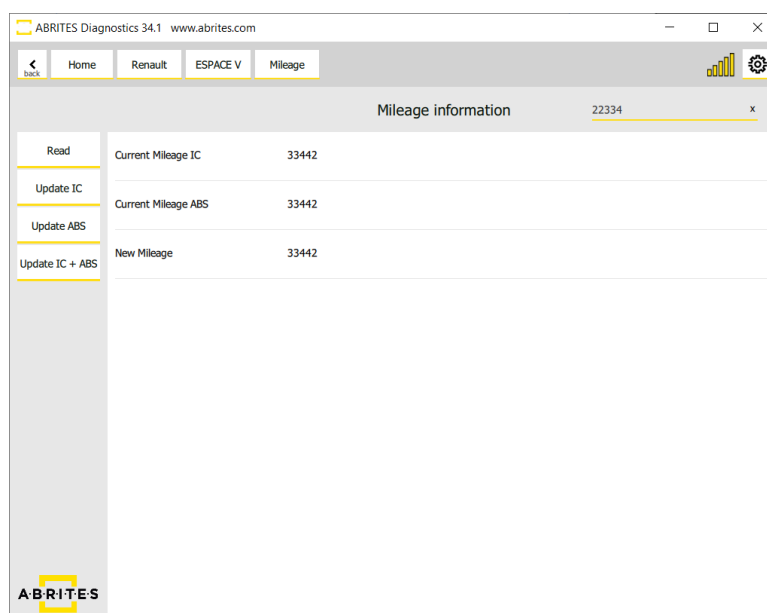 ABRITES Diagnostics 34.1 www.abrites.com
back
Home
Renault
ESPACE V
Mileage
Mileage information
22334
x
Read
Update IC
Update ABS
Update IC + ABS
Current Mileage IC 33442
Current Mileage ABS 33442
New Mileage 33442
A·B·R·I·T·E·S